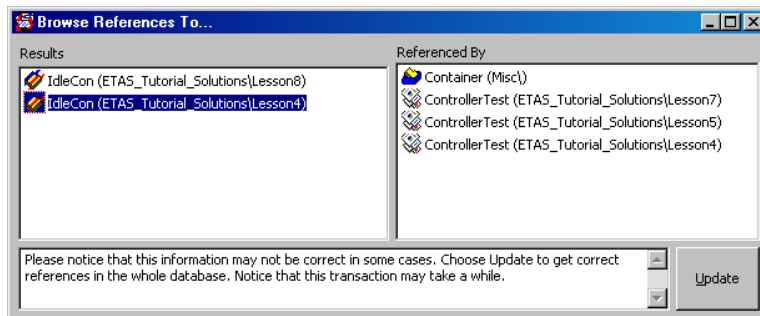 Browse References To...
Results
Referenced By
IdleCon (ETAS_Tutorial_Solutions\Lesson8)
IdleCon (ETAS_Tutorial_Solutions\Lesson4)
Container (Misc\)
ControllerTest (ETAS_Tutorial_Solutions\Lesson7)
ControllerTest (ETAS_Tutorial_Solutions\Lesson5)
ControllerTest (ETAS_Tutorial_Solutions\Lesson4)
Please notice that this information may not be correct in some cases. Choose Update to get correct
references in the whole database. Notice that this transaction may take a while.
Update